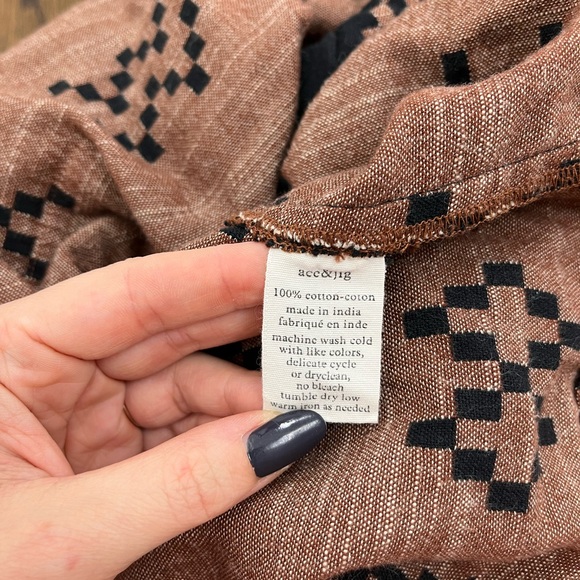 ace&jig
100% cotton-coton
made in india
fabriqué en inde
machine wash cold
with like colors,
delicate cycle
or dryclean,
no bleach
tumble dry low
warm iron as needed